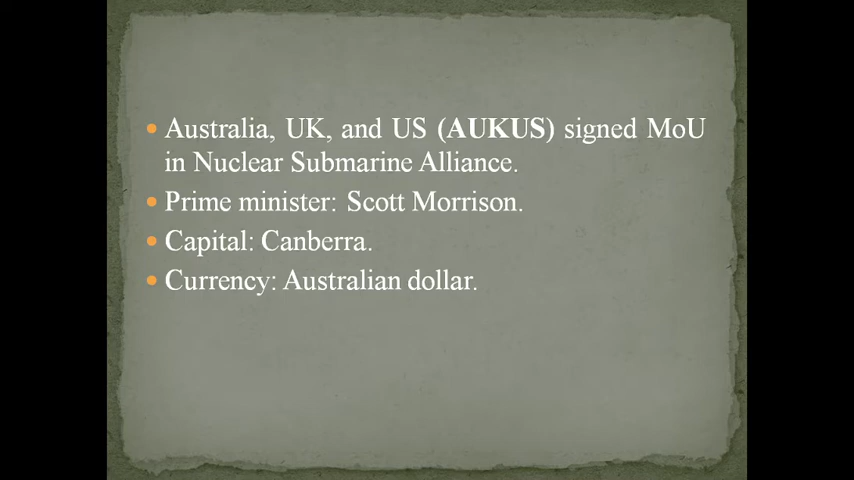 • Australia, UK, and US (AUKUS) signed MoU
in Nuclear Submarine Alliance.
• Prime minister: Scott Morrison.
• Capital: Canberra.
• Currency: Australian dollar.